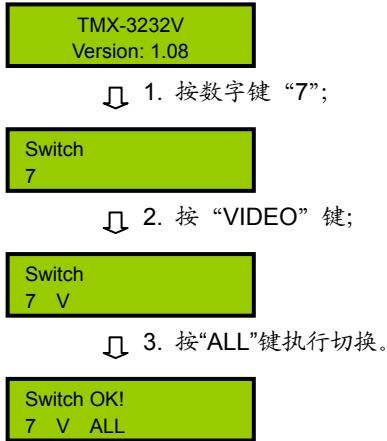 TMX-3232V
Version: 1.08
1. 按数字键“7”;
Switch
7
2. 按“VIDEO”键;
Switch
7 V
3. 按“ALL”键执行切换。
Switch OK!
7 V ALL